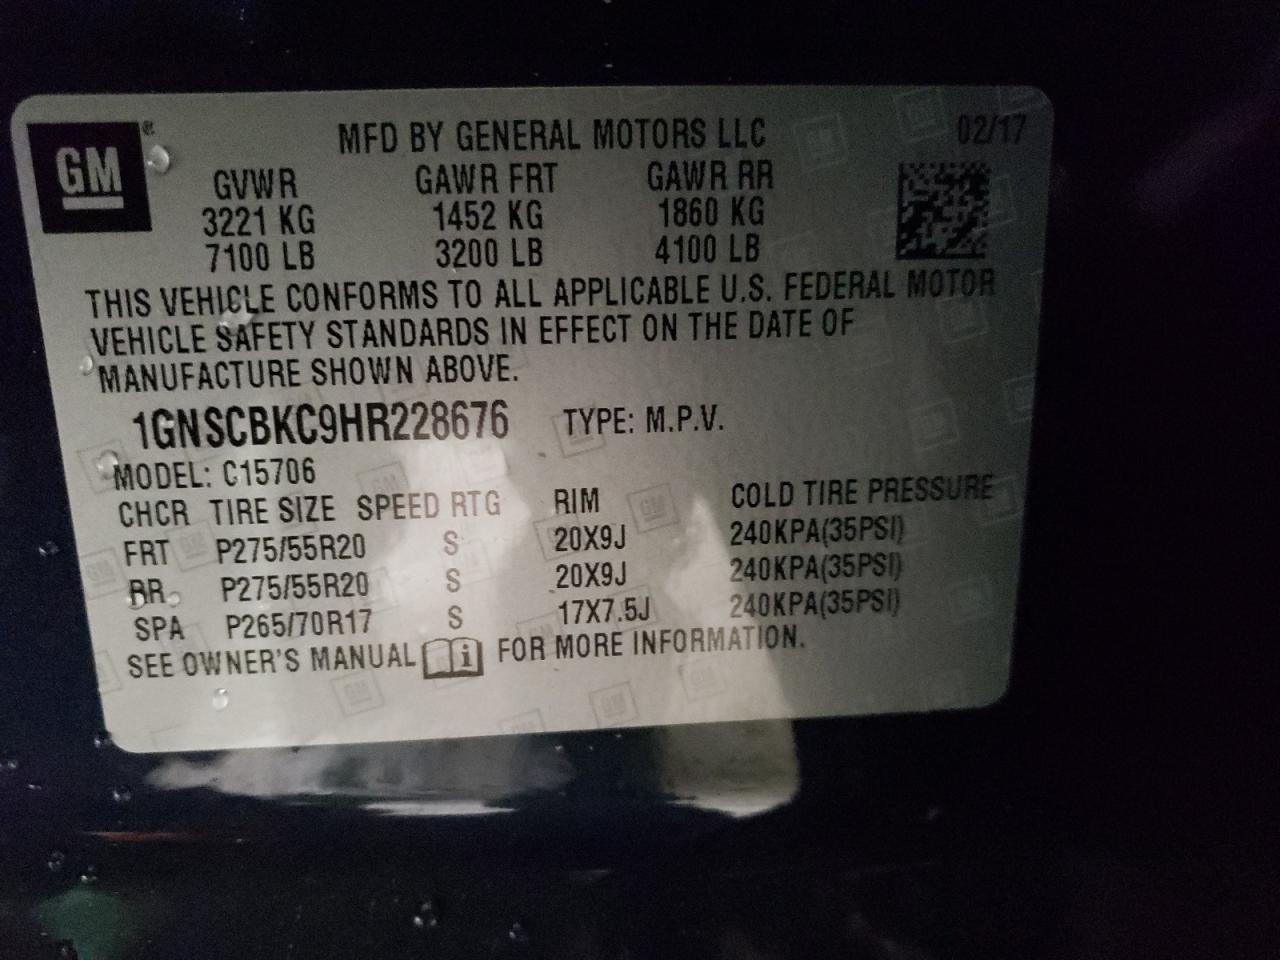 GM
MFD BY GENERAL MOTORS LLC 02/17
GVWR GAWR FRT GAWR RR
3221 KG 1452 KG 1860 KG
7100 LB 3200 LB 4100 LB
THIS VEHICLE CONFORMS TO ALL APPLICABLE U.S. FEDERAL MOTOR
VEHICLE SAFETY STANDARDS IN EFFECT ON THE DATE OF
MANUFACTURE SHOWN ABOVE.
1GNSCBKC9HR228676 TYPE: M.P.V.
MODEL: C15706
CHCR TIRE SIZE SPEED RTG RIM COLD TIRE PRESSURE
FRT P275/55R20 S 20X9J 240KPA(35PSI)
RR P275/55R20 S 20X9J 240KPA(35PSI)
SPA P265/70R17 S 17X7.5J 240KPA(35PSI)
SEE OWNER'S MANUAL FOR MORE INFORMATION.